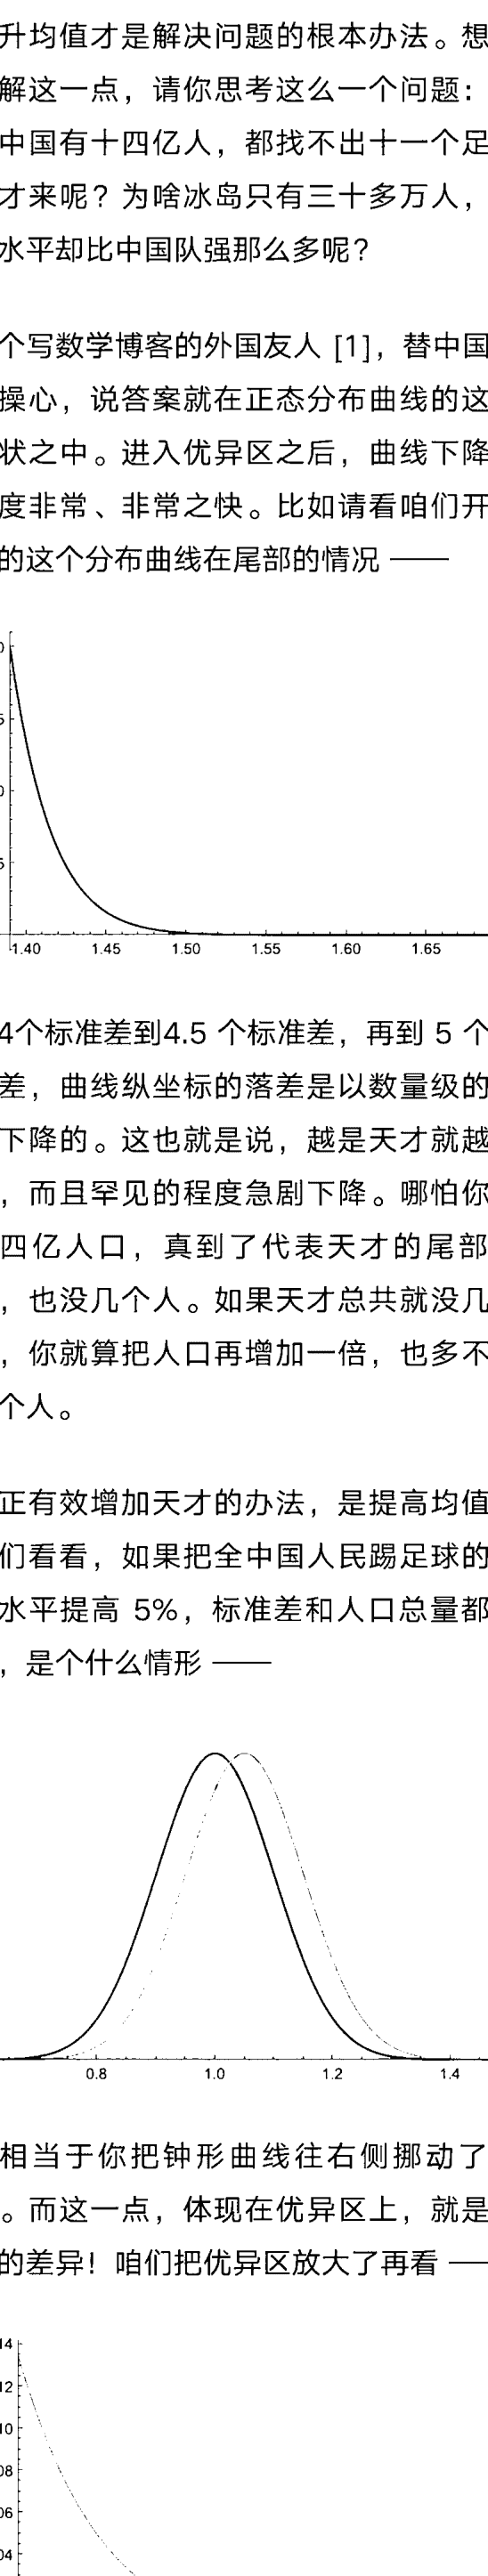 升均值才是解决问题的根本办法。想
解这一点，请你思考这么一个问题：
中国有十四亿人，都找不出十一个足
才来呢？为啥冰岛只有三十多万人，
水平却比中国队强那么多呢？
个写数学博客的外国友人 [1]，替中国
操心，说答案就在正态分布曲线的这
状之中。进入优异区之后，曲线下降
度非常、非常之快。比如请看咱们开
的这个分布曲线在尾部的情况 ——
0
5
0
5
1.40 1.45 1.50 1.55 1.60 1.65
4个标准差到4.5 个标准差，再到 5 个
差，曲线纵坐标的落差是以数量级的
下降的。这也就是说，越是天才就越
，而且罕见的程度急剧下降。哪怕你
四亿人口，真到了代表天才的尾部
，也没几个人。如果天才总共就没几
，你就算把人口再增加一倍，也多不
个人。
正有效增加天才的办法，是提高均值
们看看，如果把全中国人民踢足球的
水平提高 5%，标准差和人口总量都
，是个什么情形 ——
0.8 1.0 1.2 1.4
相当于你把钟形曲线往右侧挪动了
。而这一点，体现在优异区上，就是
的差异！咱们把优异区放大了再看 ——
14
12
10
08
06
04